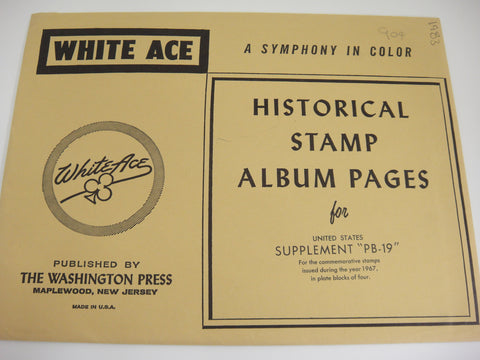 WHITE ACE
A SYMPHONY IN COLOR
904
1983
HISTORICAL
STAMP
ALBUM PAGES
for
UNITED STATES
SUPPLEMENT "PB-19"
For the commemorative stamps
issued during the year 1967,
in plate blocks of four.
White Ace
PUBLISHED BY
THE WASHINGTON PRESS
MAPLEWOOD, NEW JERSEY
MADE IN U.S.A.